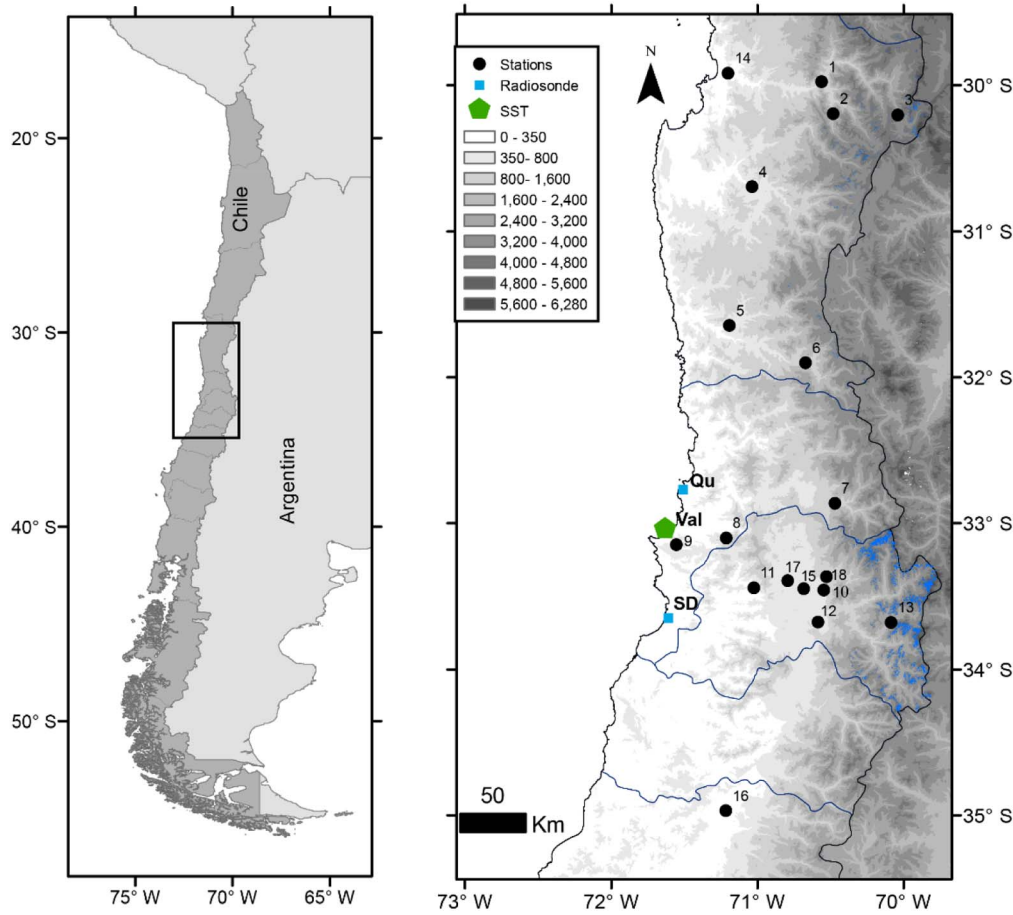 20° S
30° S
40° S
50° S
Chile
Argentina
75° W
70° W
65° W
Stations
Radiosonde
SST
0 - 350
350- 800
800- 1,600
1,600 - 2,400
2,400 - 3,200
3,200 - 4,000
4,000 - 4,800
4,800 - 5,600
5,600 - 6,280
N
14
1
2
3
4
5
6
7
Qu
Val
8
9
11
17
15
18
10
SD
12
13
16
50
Km
30° S
31° S
32° S
33° S
34° S
35° S
73° W
72° W
71° W
70° W